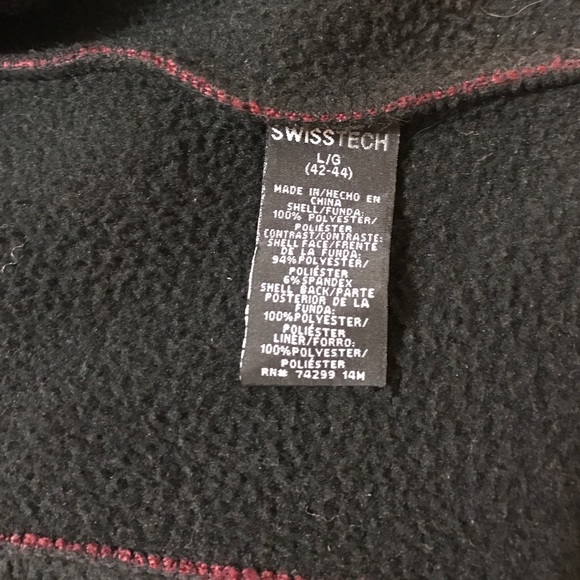 SWISSTECH
L/G
(42-44)
MADE IN/HECHO EN
CHINA
SHELL/FUNDA:
100% POLYESTER/
POLIÉSTER
CONTRAST/CONTRASTE:
SHELL FACE/FRENTE
DE LA FUNDA:
94%POLYESTER/
POLIÉSTER
6%SPANDEX
SHELL BACK/PARTE
POSTERIOR DE LA
FUNDA:
100%POLYESTER/
POLIÉSTER
LINER/FORRO:
100%POLYESTER/
POLIÉSTER
RN# 74299 14M